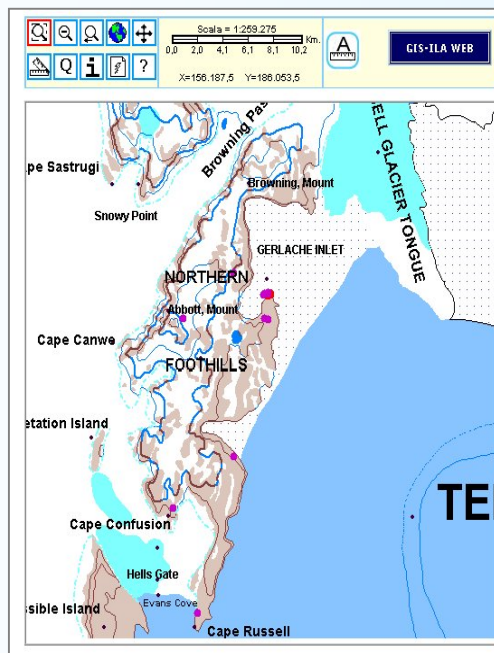 Scala = 1:259.275
0,0 2,0 4,1 6,1 8,1 10,2 Km.
X=156.187,5 Y=186.053,5
A
GIS-ILA WEB
Q i ?
Browning Pas
ELL GLACIER TONGUE
pe Sastrugi
Browning, Mount
Snowy Point
GERLACHE INLET
NORTHERN
Abbott, Mount
Cape Canwe
FOOTHILLS
etation Island
TE
Cape Confusion
Hells Gate
Evans Cove
ssible Island
Cape Russell